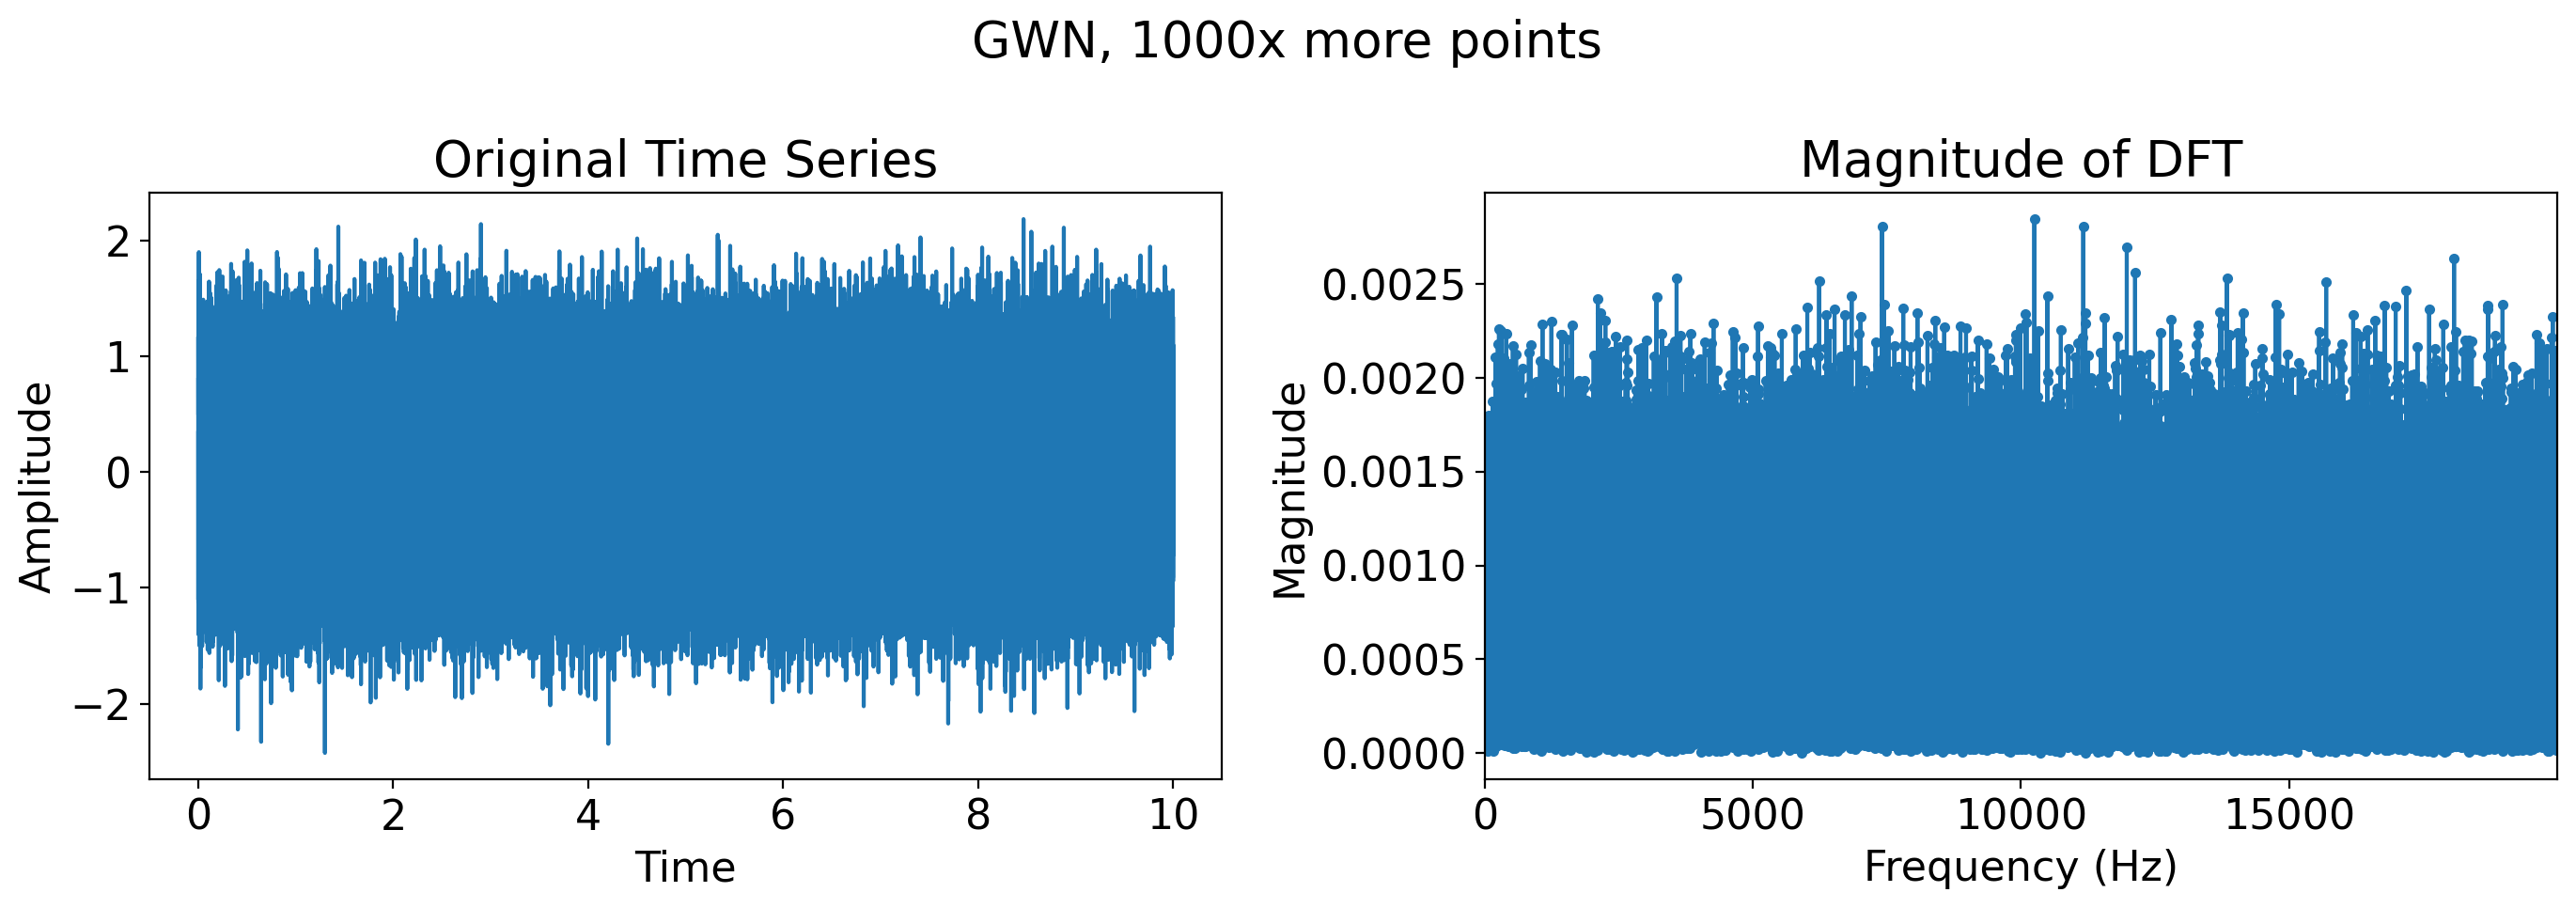 GWN, 1000x more points
Original Time Series
Amplitude
2
1
0
−1
−2
0 2 4 6 8 10
Time
Magnitude of DFT
Magnitude
0.0025
0.0020
0.0015
0.0010
0.0005
0.0000
0 5000 10000 15000
Frequency (Hz)